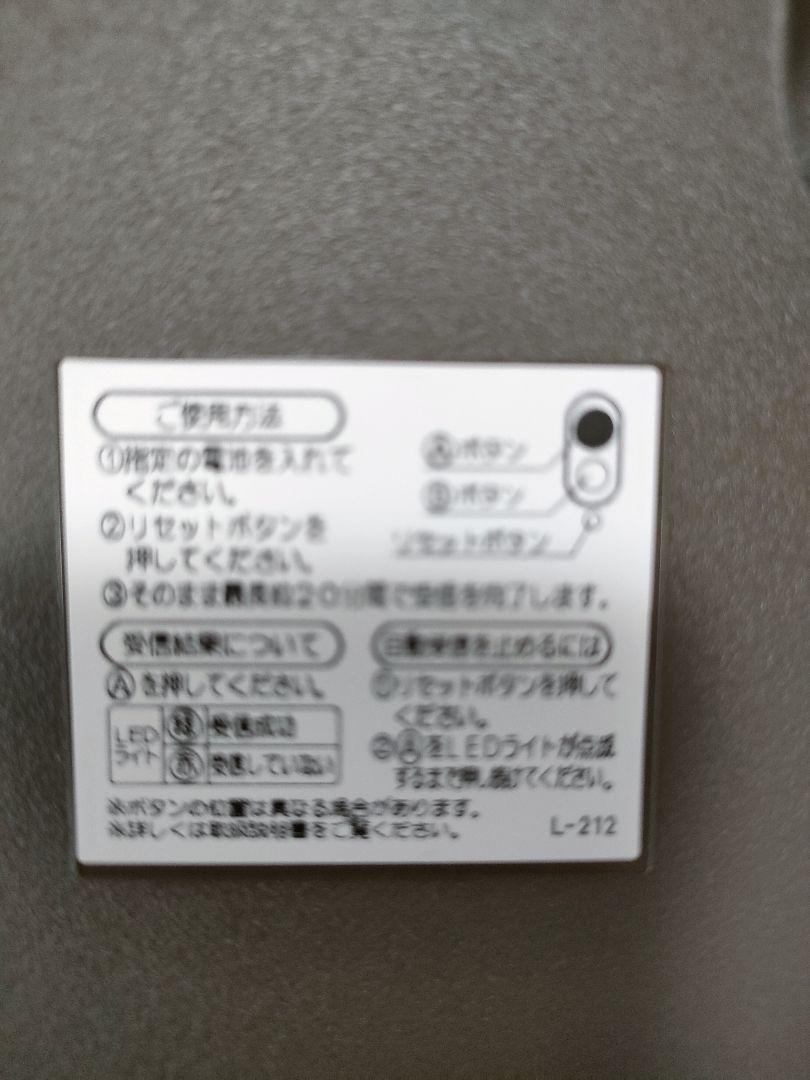 ご使用方法
①指定の電池を入れて
ください。
②リセットボタンを
押してください。
③そのまま最長約20分間で受信を完了します。
Ⓐボタン
Ⓑボタン
リセットボタン
受信結果について
Ⓐを押してください。
LEDライト
緑 受信成功
赤 受信していない
自動受信を止めるには
①リセットボタンを押して
ください。
②ⒶをLEDライトが点滅
するまで押し続けてください。
※ボタンの位置は異なる場合があります。
※詳しくは取扱説明書をご覧ください。
L-212